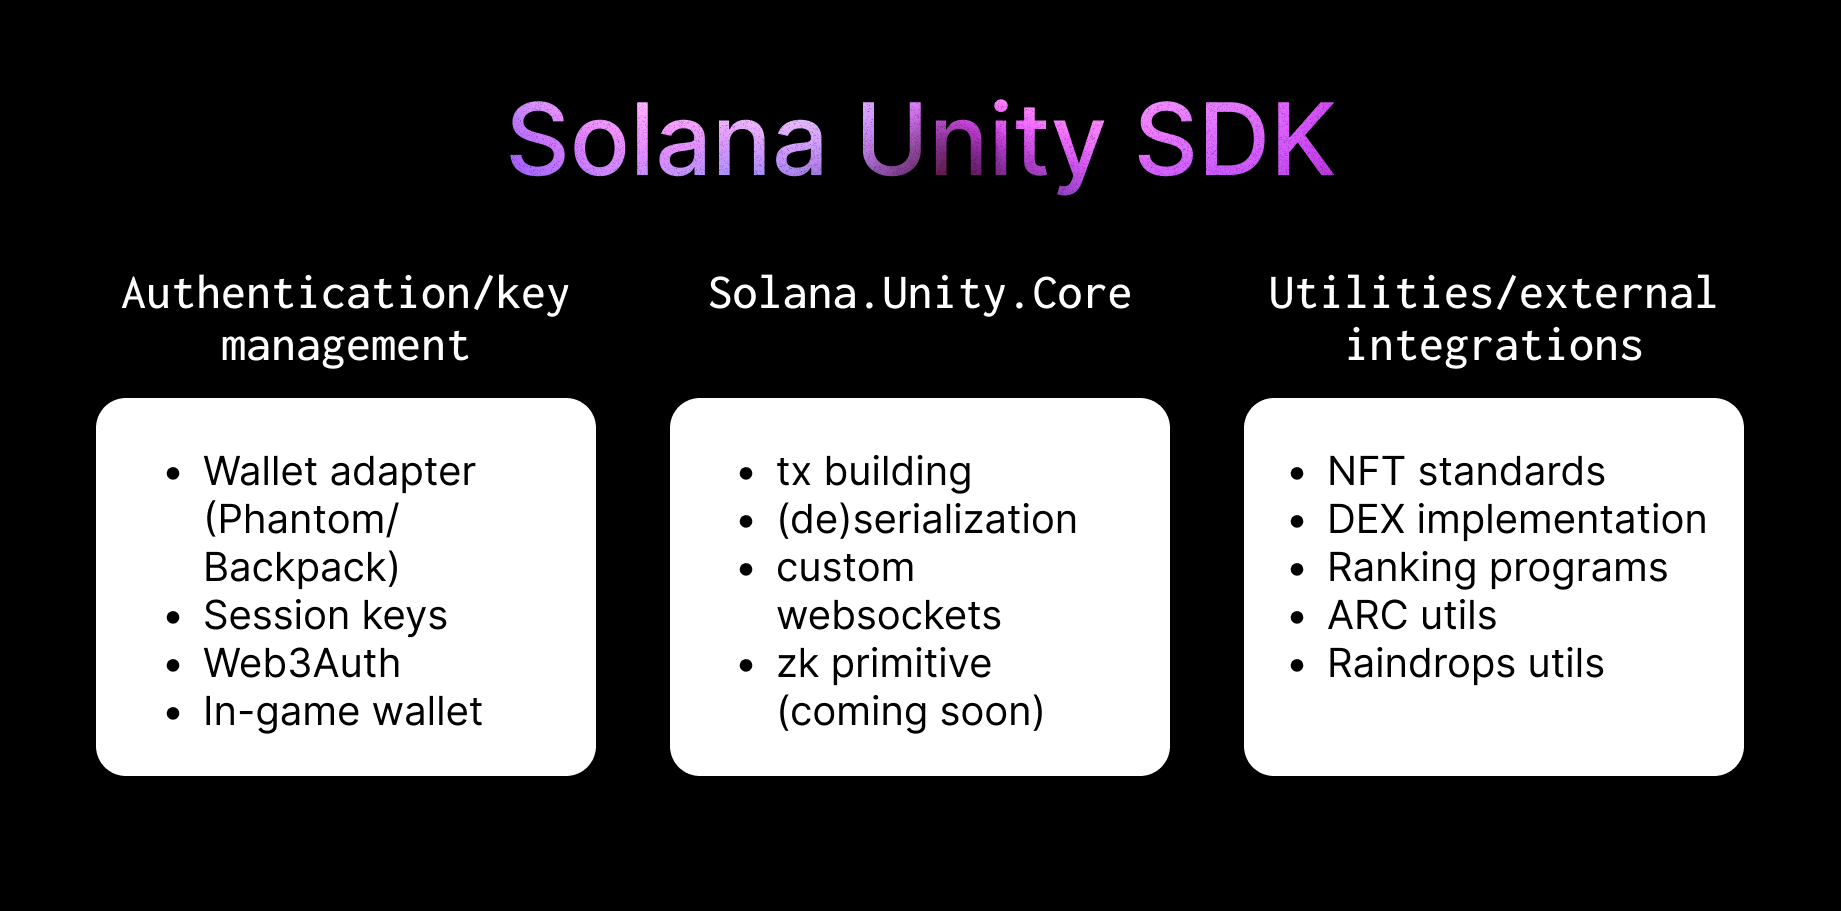 Solana Unity SDK
Authentication/key
management
• Wallet adapter
(Phantom/
Backpack)
• Session keys
• Web3Auth
• In-game wallet
Solana.Unity.Core
• tx building
• (de)serialization
• custom
websockets
• zk primitive
(coming soon)
Utilities/external
integrations
• NFT standards
• DEX implementation
• Ranking programs
• ARC utils
• Raindrops utils